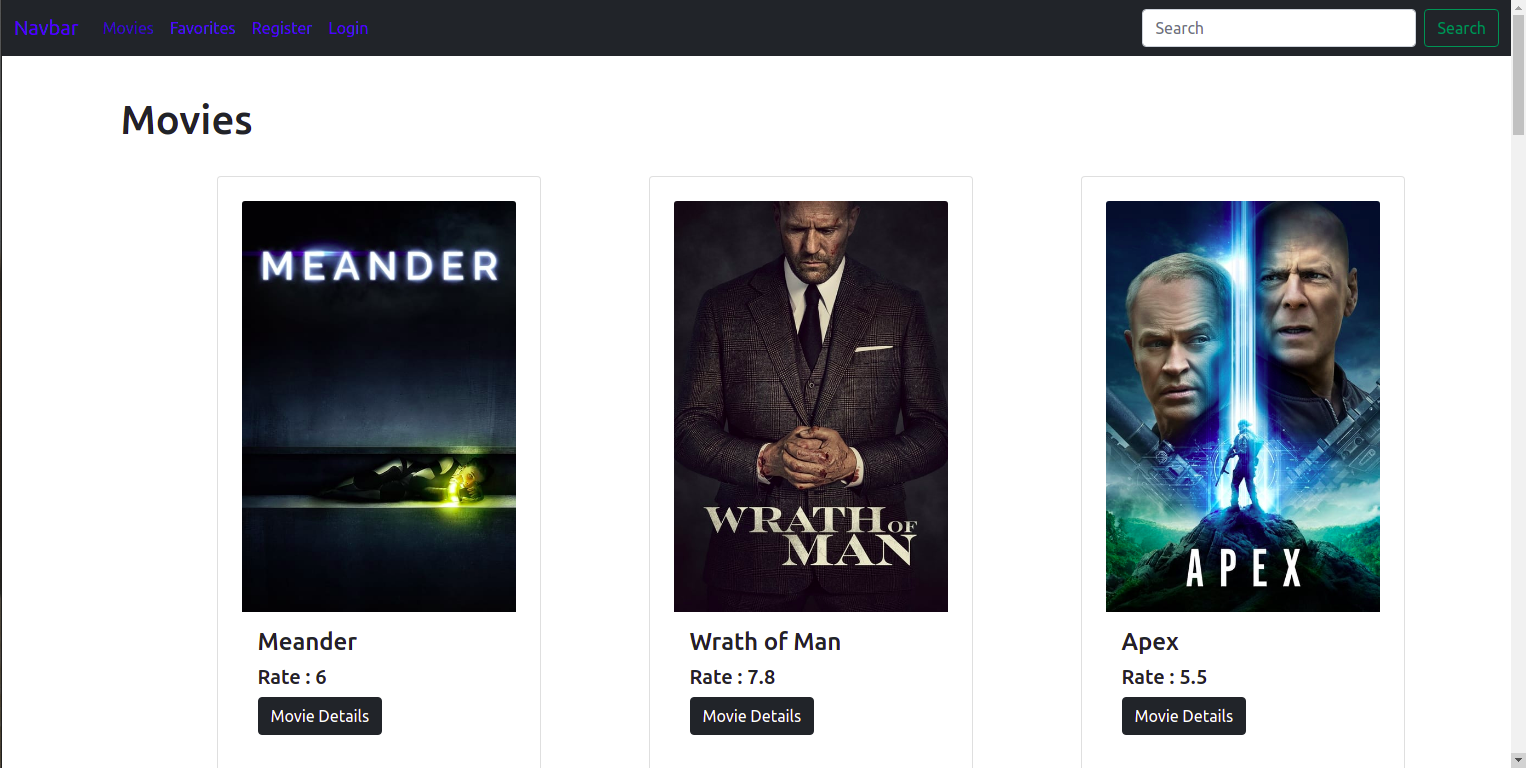 Navbar Movies Favorites Register Login Search Search
Movies
MEANDER
WRATH OF
MAN
APEX
Meander Wrath of Man Apex
Rate : 6 Rate : 7.8 Rate : 5.5
Movie Details Movie Details Movie Details